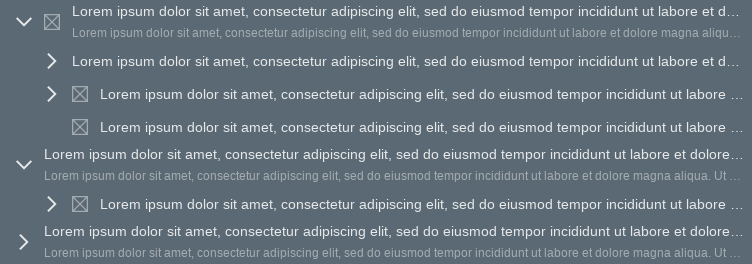 Lorem ipsum dolor sit amet, consectetur adipiscing elit, sed do eiusmod tempor incididunt ut labore et d…
Lorem ipsum dolor sit amet, consectetur adipiscing elit, sed do eiusmod tempor incididunt ut labore et dolore magna aliqu…
Lorem ipsum dolor sit amet, consectetur adipiscing elit, sed do eiusmod tempor incididunt ut labore et d…
Lorem ipsum dolor sit amet, consectetur adipiscing elit, sed do eiusmod tempor incididunt ut labore …
Lorem ipsum dolor sit amet, consectetur adipiscing elit, sed do eiusmod tempor incididunt ut labore …
Lorem ipsum dolor sit amet, consectetur adipiscing elit, sed do eiusmod tempor incididunt ut labore et dolore…
Lorem ipsum dolor sit amet, consectetur adipiscing elit, sed do eiusmod tempor incididunt ut labore et dolore magna aliqua. Ut …
Lorem ipsum dolor sit amet, consectetur adipiscing elit, sed do eiusmod tempor incididunt ut labore …
Lorem ipsum dolor sit amet, consectetur adipiscing elit, sed do eiusmod tempor incididunt ut labore et dolore…
Lorem ipsum dolor sit amet, consectetur adipiscing elit, sed do eiusmod tempor incididunt ut labore et dolore magna aliqua. Ut …